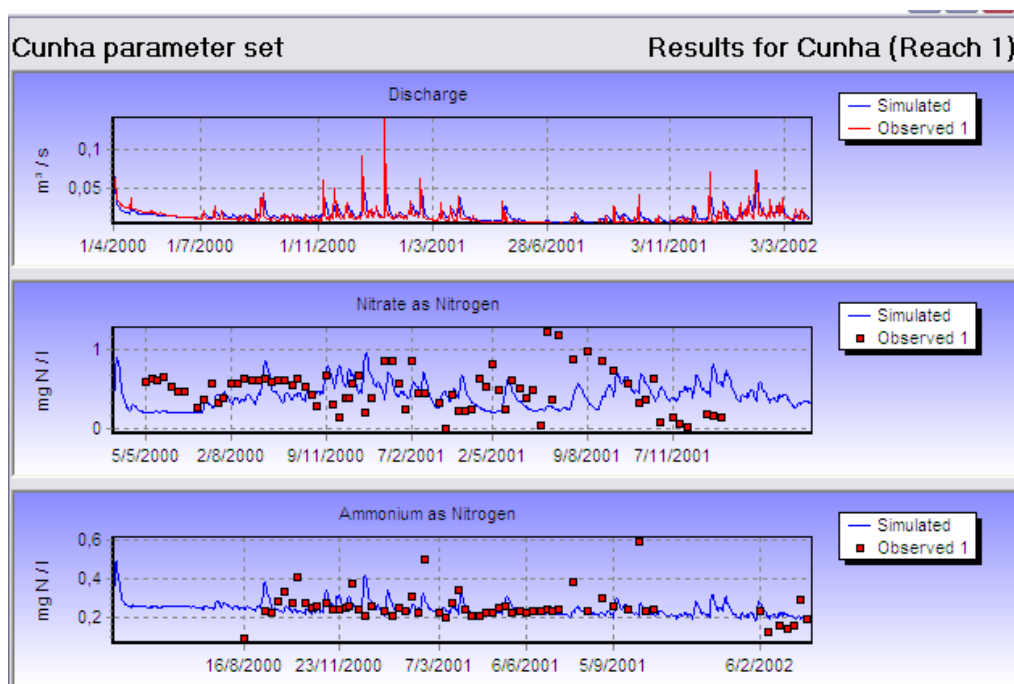 Cunha parameter set Results for Cunha (Reach 1)
Discharge
Simulated
Observed 1
m³ / s
0,1
0,05
1/4/2000 1/7/2000 1/11/2000 1/3/2001 28/6/2001 3/11/2001 3/3/2002
Nitrate as Nitrogen
Simulated
Observed 1
mg N / l
1
0
5/5/2000 2/8/2000 9/11/2000 7/2/2001 2/5/2001 9/8/2001 7/11/2001
Ammonium as Nitrogen
Simulated
Observed 1
mg N / l
0,6
0,4
0,2
16/8/2000 23/11/2000 7/3/2001 6/6/2001 5/9/2001 6/2/2002